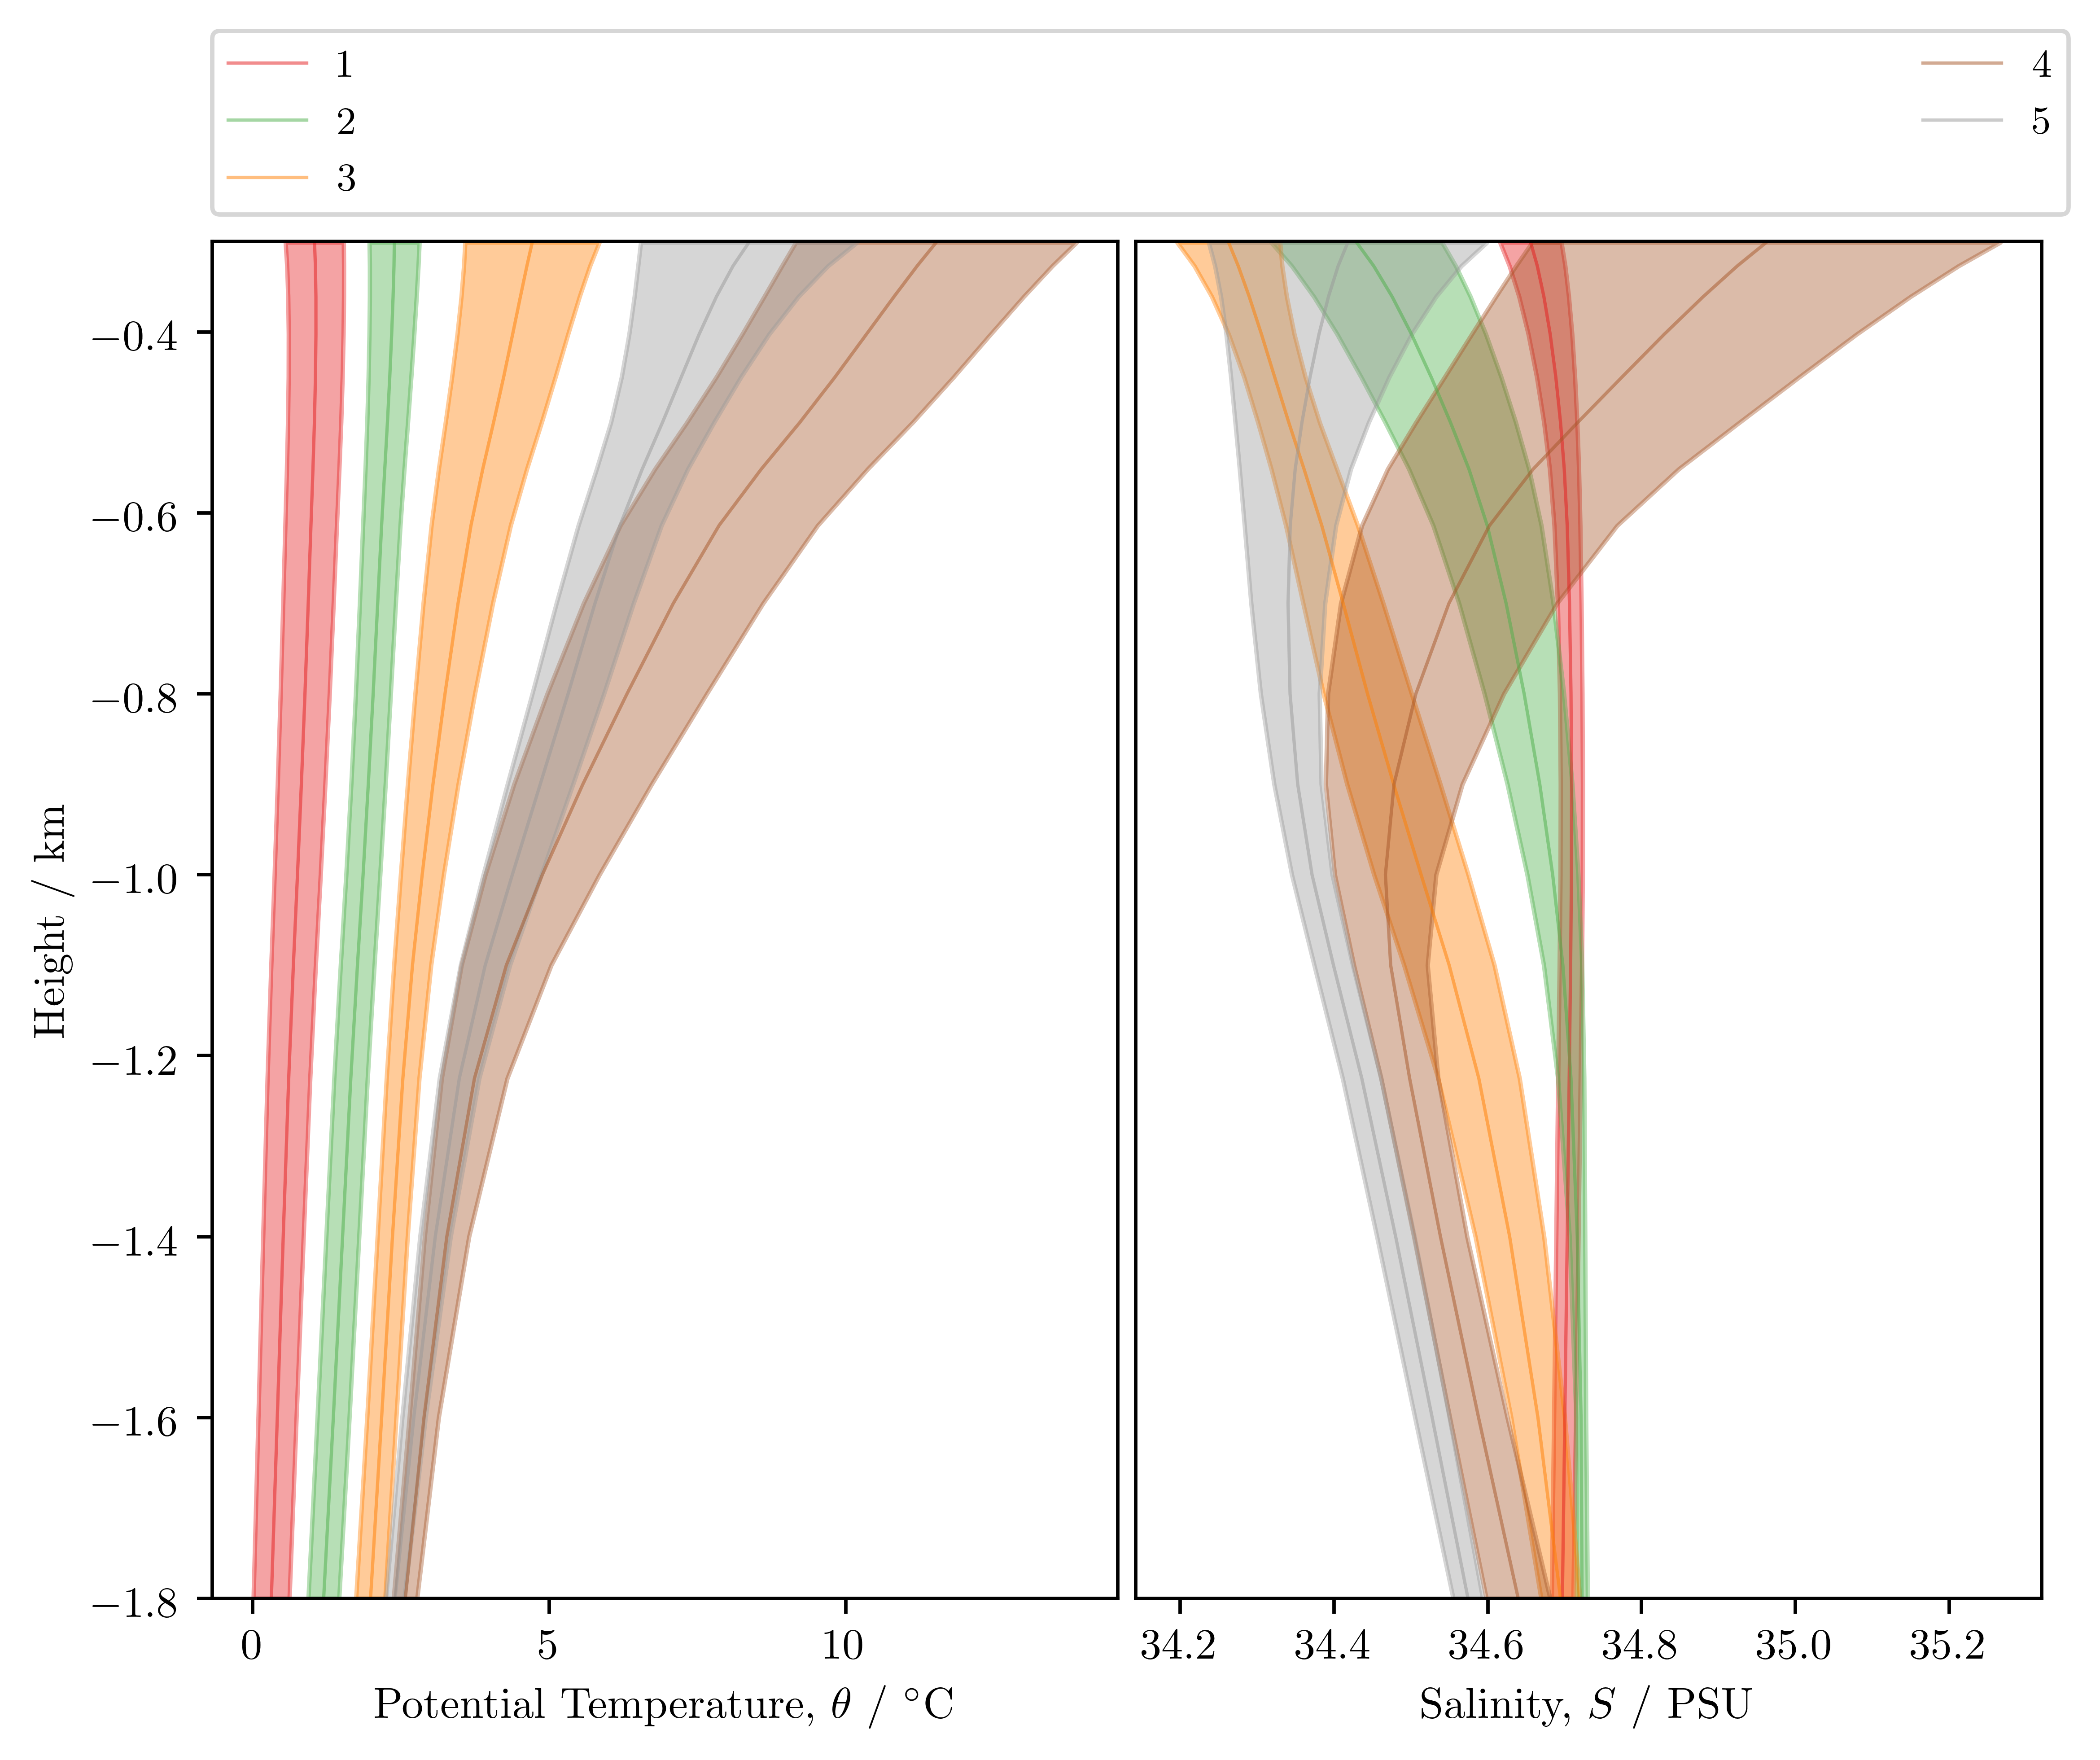 1
2
3
4
5
−0.4
−0.6
−0.8
−1.0
−1.2
−1.4
−1.6
−1.8
Height / km
0 5 10
Potential Temperature, θ / °C
34.2 34.4 34.6 34.8 35.0 35.2
Salinity, S / PSU